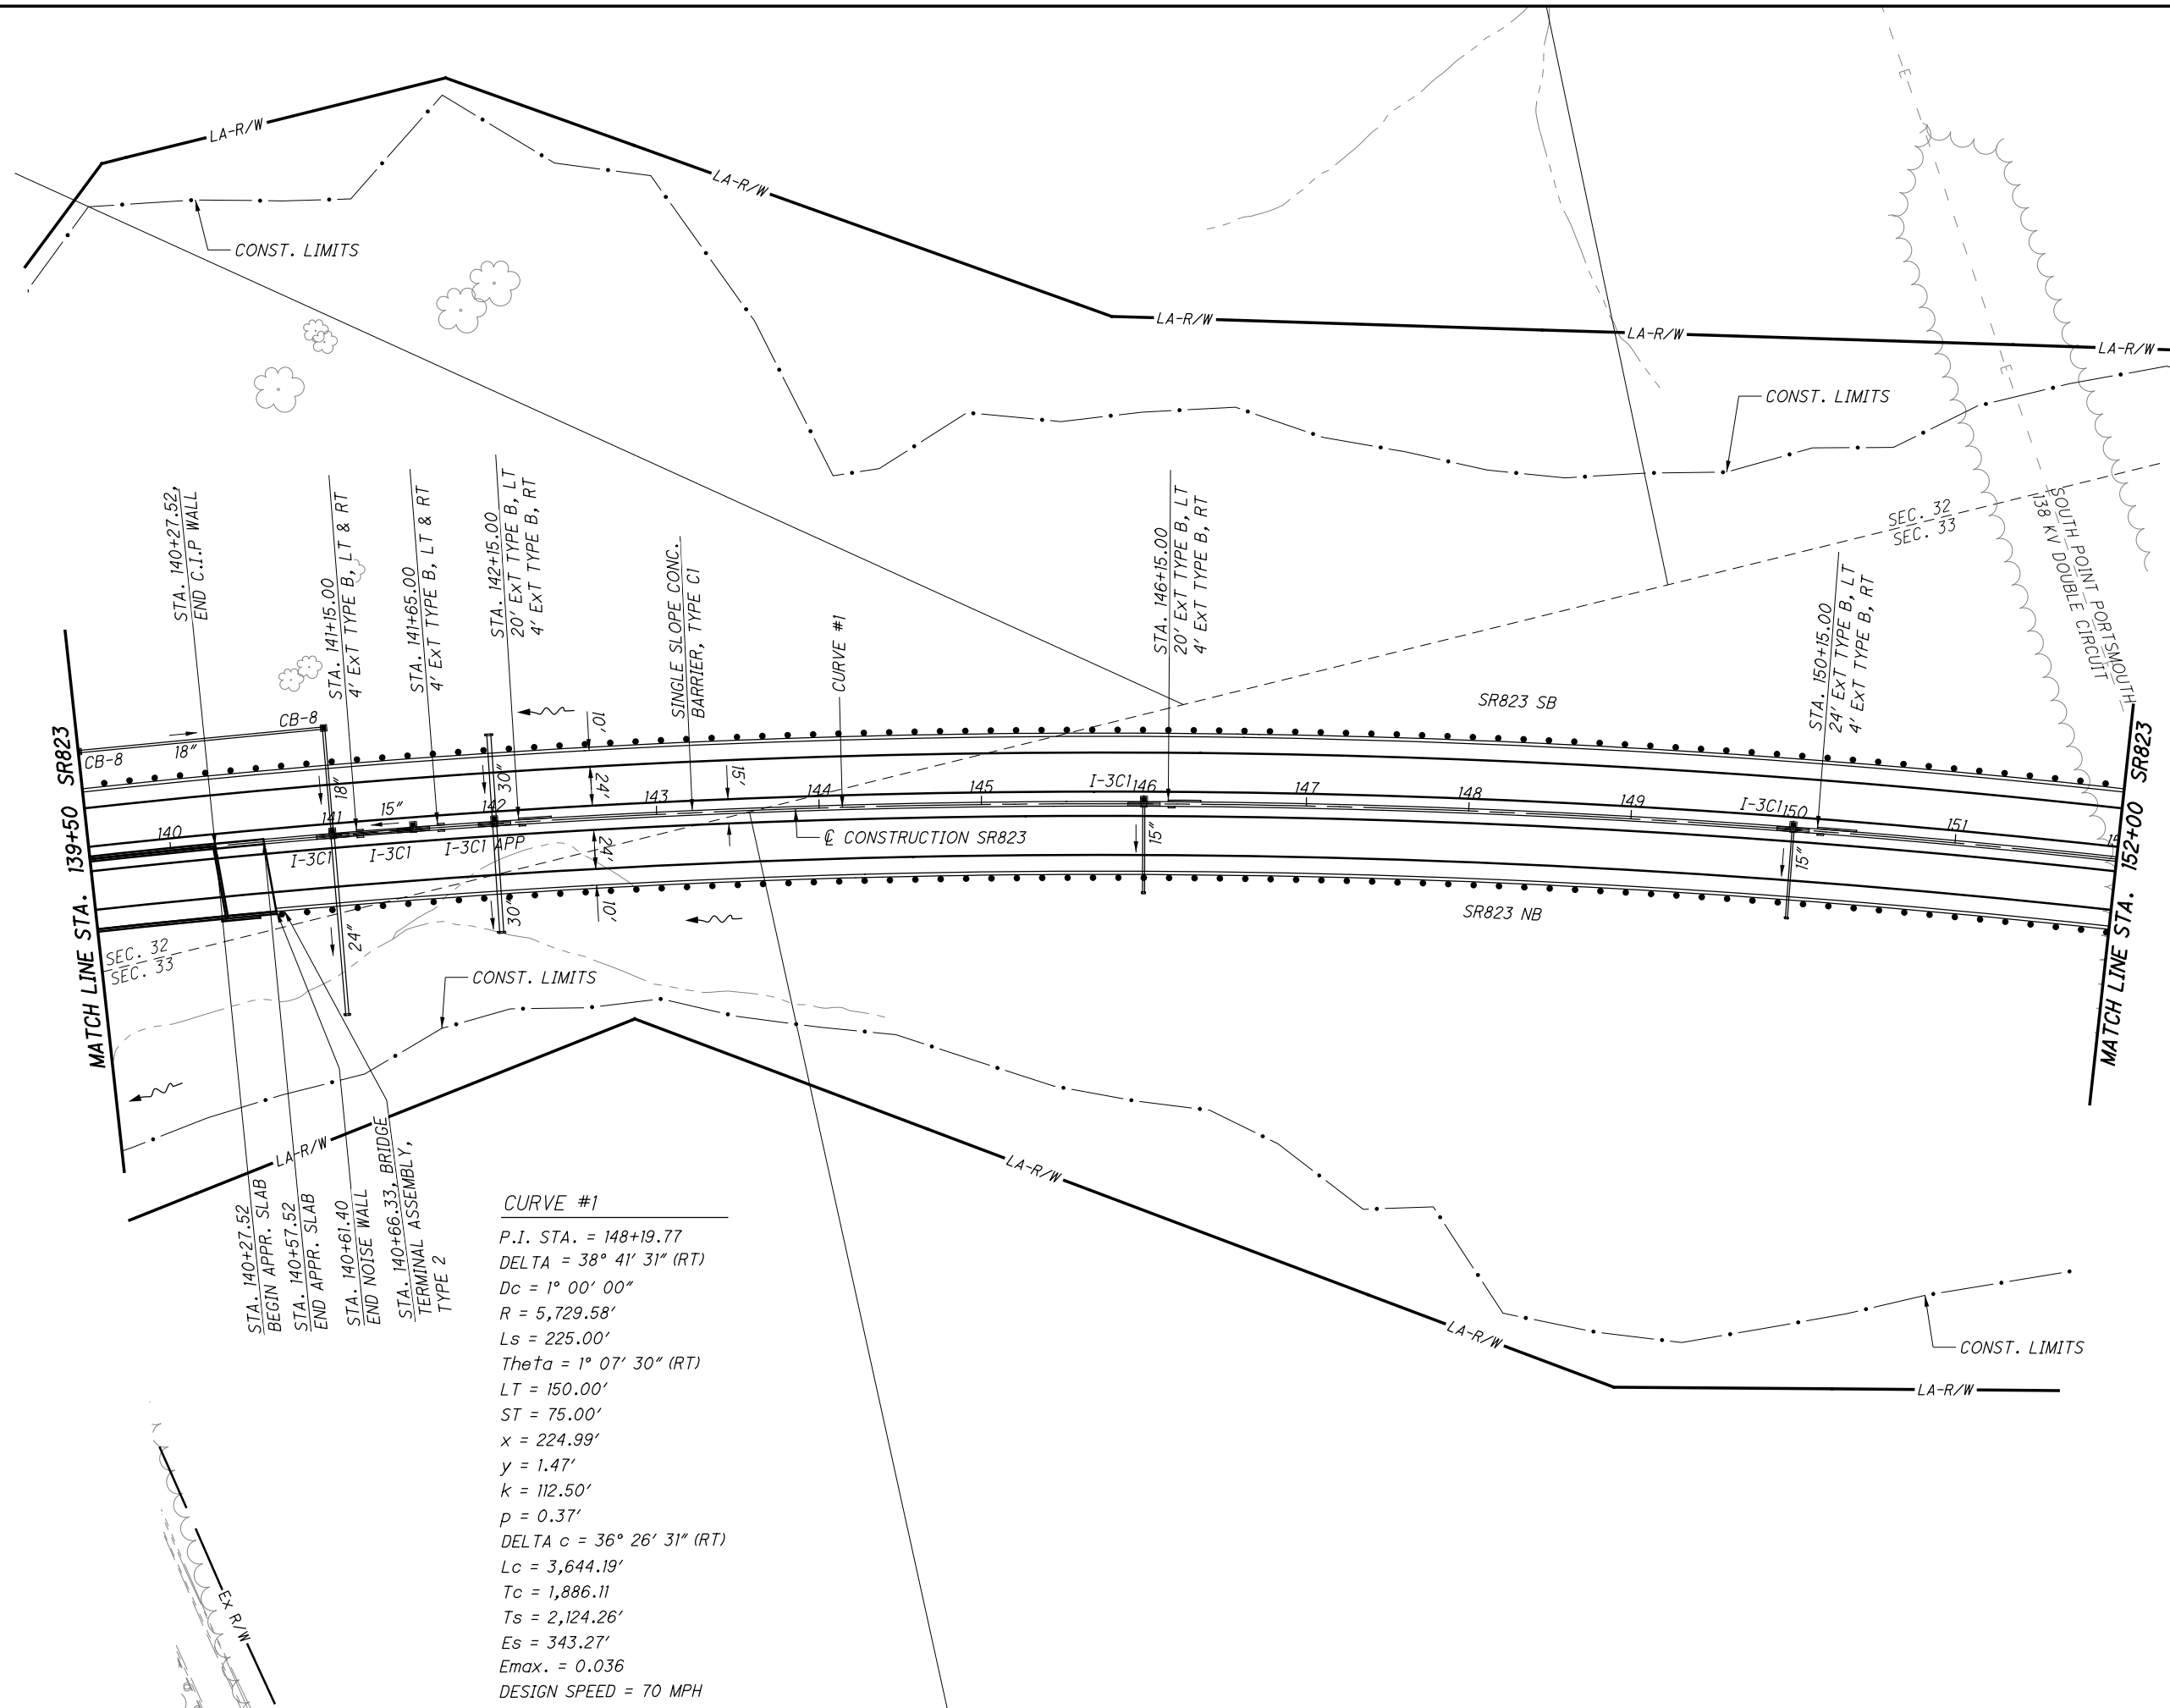 LA-R/W
LA-R/W
CONST. LIMITS
LA-R/W
LA-R/W
LA-R/W
CONST. LIMITS
E
E
SEC. 32
SEC. 33
SOUTH POINT PORTSMOUTH
138 KV DOUBLE CIRCUIT
STA. 140+27.52,
END C.I.P WALL
STA. 141+15.00
4' ExT TYPE B, LT & RT
STA. 141+65.00
4' ExT TYPE B, LT & RT
STA. 142+15.00
20' ExT TYPE B, LT
4' ExT TYPE B, RT
SINGLE SLOPE CONC.
BARRIER, TYPE C1
CURVE #1
STA. 146+15.00
20' ExT TYPE B, LT
4' ExT TYPE B, RT
STA. 150+15.00
24' ExT TYPE B, LT
4' ExT TYPE B, RT
SR823 SB
MATCH LINE STA. 139+50 SR823
CB-8
18"
CB-8
18"
30"
10'
24'
15'
24'
10'
140
141
15"
142
143
144
145
I-3C1
146
147
148
149
I-3C1
150
151
I-3C1
I-3C1
I-3C1 APP
℄ CONSTRUCTION SR823
15"
15"
24"
30"
SR823 NB
MATCH LINE STA. 152+00 SR823
SEC. 32
SEC. 33
CONST. LIMITS
LA-R/W
LA-R/W
LA-R/W
LA-R/W
CONST. LIMITS
STA. 140+27.52
BEGIN APPR. SLAB
STA. 140+57.52
END APPR. SLAB
STA. 140+61.40
END NOISE WALL
STA. 140+66.33, BRIDGE
TERMINAL ASSEMBLY,
TYPE 2
CURVE #1
P.I. STA. = 148+19.77
DELTA = 38° 41' 31" (RT)
Dc = 1° 00' 00"
R = 5,729.58'
Ls = 225.00'
Theta = 1° 07' 30" (RT)
LT = 150.00'
ST = 75.00'
x = 224.99'
y = 1.47'
k = 112.50'
p = 0.37'
DELTA c = 36° 26' 31" (RT)
Lc = 3,644.19'
Tc = 1,886.11
Ts = 2,124.26'
Es = 343.27'
Emax. = 0.036
DESIGN SPEED = 70 MPH
Ex R/W